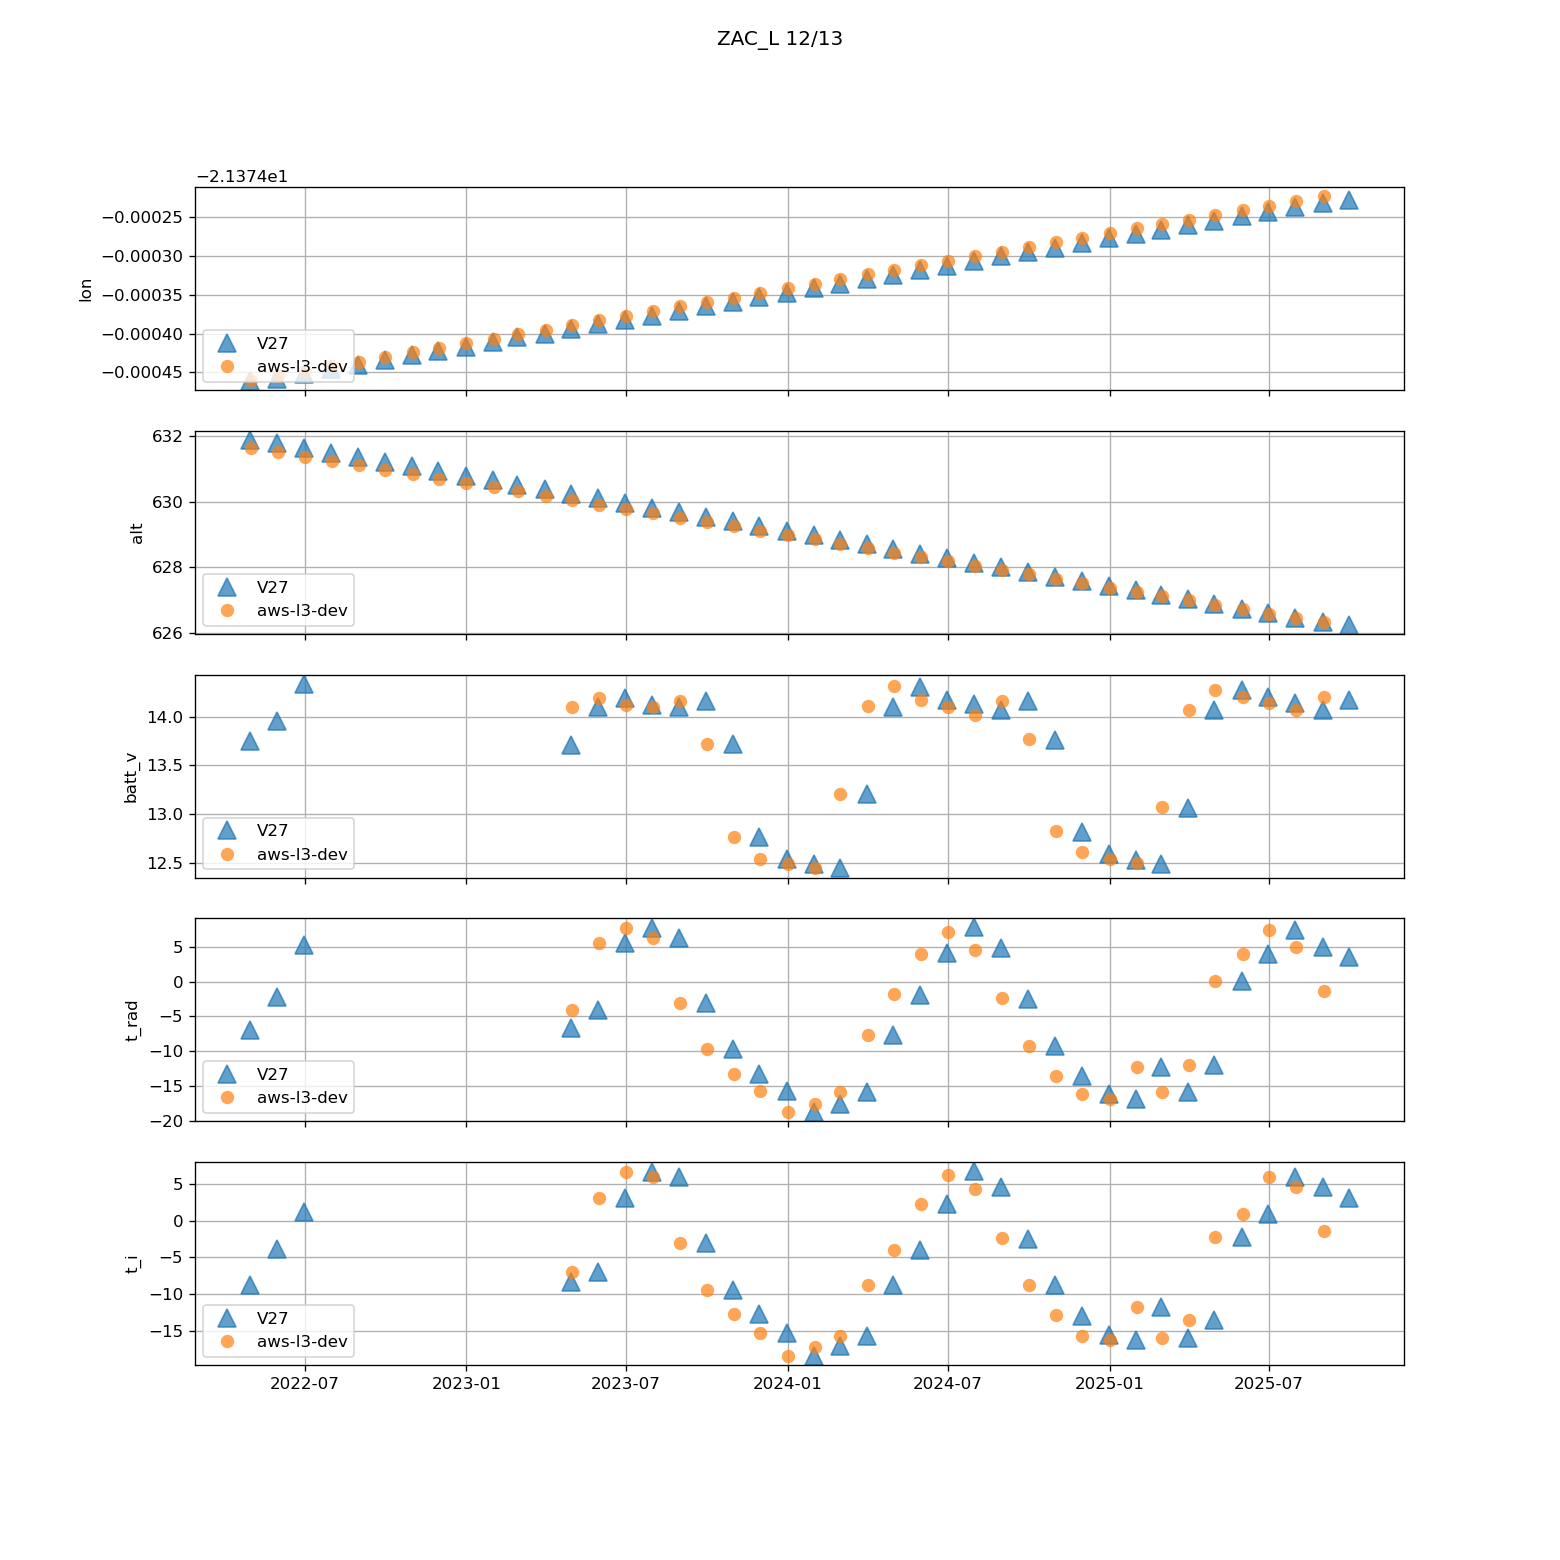 ZAC_L 12/13
−2.1374e1
−0.00025
−0.00030
−0.00035
−0.00040
−0.00045
lon
V27
aws-l3-dev
632
630
628
626
alt
V27
aws-l3-dev
14.0
13.5
13.0
12.5
batt_v
V27
aws-l3-dev
5
0
−5
−10
−15
−20
t_rad
V27
aws-l3-dev
5
0
−5
−10
−15
t_i
V27
aws-l3-dev
2022-07
2023-01
2023-07
2024-01
2024-07
2025-01
2025-07